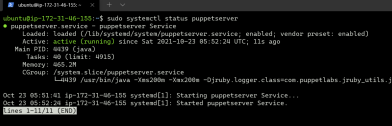 ubuntu@ip-172-31-46-155: ~
ubuntu@ip-172-31-46-155:~$ sudo systemctl status puppetserver
● puppetserver.service - puppetserver Service
Loaded: loaded (/lib/systemd/system/puppetserver.service; enabled; vendor preset: enabled)
Active: active (running) since Sat 2021-10-23 05:52:24 UTC; 11s ago
Main PID: 4439 (java)
Tasks: 40 (limit: 4915)
Memory: 465.2M
CGroup: /system.slice/puppetserver.service
└─4439 /usr/bin/java -Xms200m -Xmx200m -Djruby.logger.class=com.puppetlabs.jruby_utils.j
Oct 23 05:51:41 ip-172-31-46-155 systemd[1]: Starting puppetserver Service...
Oct 23 05:52:24 ip-172-31-46-155 systemd[1]: Started puppetserver Service.
lines 1-11/11 (END)